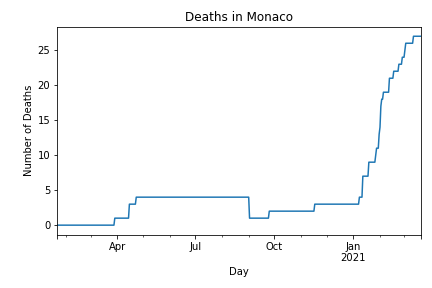 Deaths in Monaco
Number of Deaths
25
20
15
10
5
0
Apr
Jul
Oct
Jan
2021
Day